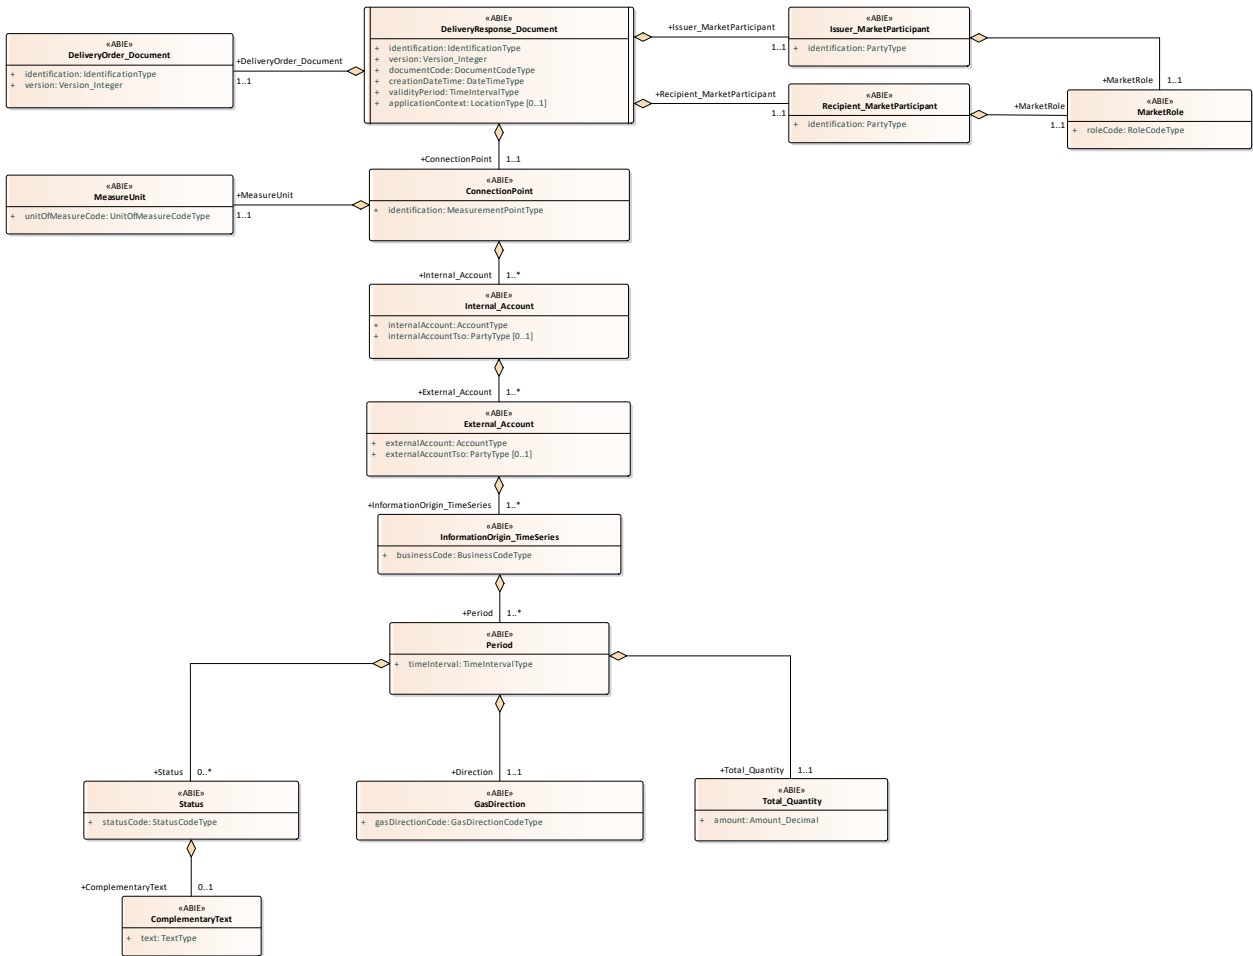 «ABIE»
DeliveryResponse_Document
+ identification: IdentificationType
+ version: Version_Integer
+ documentCode: DocumentCodeType
+ creationDateTime: DateTimeType
+ validityPeriod: TimeIntervalType
+ applicationContext: LocationType [0..1]
«ABIE»
DeliveryOrder_Document
+ identification: IdentificationType
+ version: Version_Integer
+DeliveryOrder_Document
1..1
+Issuer_MarketParticipant
1..1
«ABIE»
Issuer_MarketParticipant
+ identification: PartyType
+Recipient_MarketParticipant
1..1
«ABIE»
Recipient_MarketParticipant
+ identification: PartyType
+MarketRole 1..1
+MarketRole
1..1
«ABIE»
MarketRole
+ roleCode: RoleCodeType
+ConnectionPoint 1..1
«ABIE»
ConnectionPoint
+ identification: MeasurementPointType
«ABIE»
MeasureUnit
+ unitOfMeasureCode: UnitOfMeasureCodeType
+MeasureUnit
1..1
+Internal_Account 1..*
«ABIE»
Internal_Account
+ internalAccount: AccountType
+ internalAccountTso: PartyType [0..1]
+External_Account 1..*
«ABIE»
External_Account
+ externalAccount: AccountType
+ externalAccountTso: PartyType [0..1]
+InformationOrigin_TimeSeries 1..*
«ABIE»
InformationOrigin_TimeSeries
+ businessCode: BusinessCodeType
+Period 1..*
«ABIE»
Period
+ timeInterval: TimeIntervalType
+Status 0..*
«ABIE»
Status
+ statusCode: StatusCodeType
+Direction 1..1
«ABIE»
GasDirection
+ gasDirectionCode: GasDirectionCodeType
+Total_Quantity 1..1
«ABIE»
Total_Quantity
+ amount: Amount_Decimal
+ComplementaryText 0..1
«ABIE»
ComplementaryText
+ text: TextType